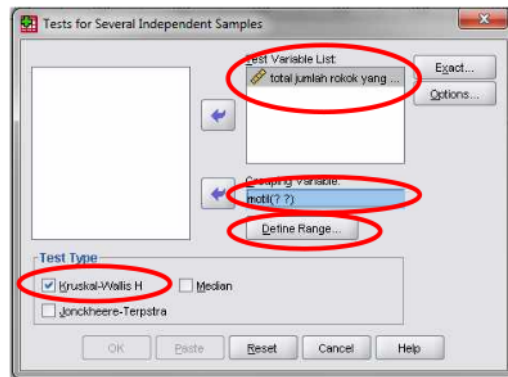 Tests for Several Independent Samples
Test Variable List:
total jumlah rokok yang ...
Exact...
Options...
Grouping Variable:
motif(? ?)
Define Range...
Test Type
Kruskal-Wallis H
Median
Jonckheere-Terpstra
OK
Paste
Reset
Cancel
Help